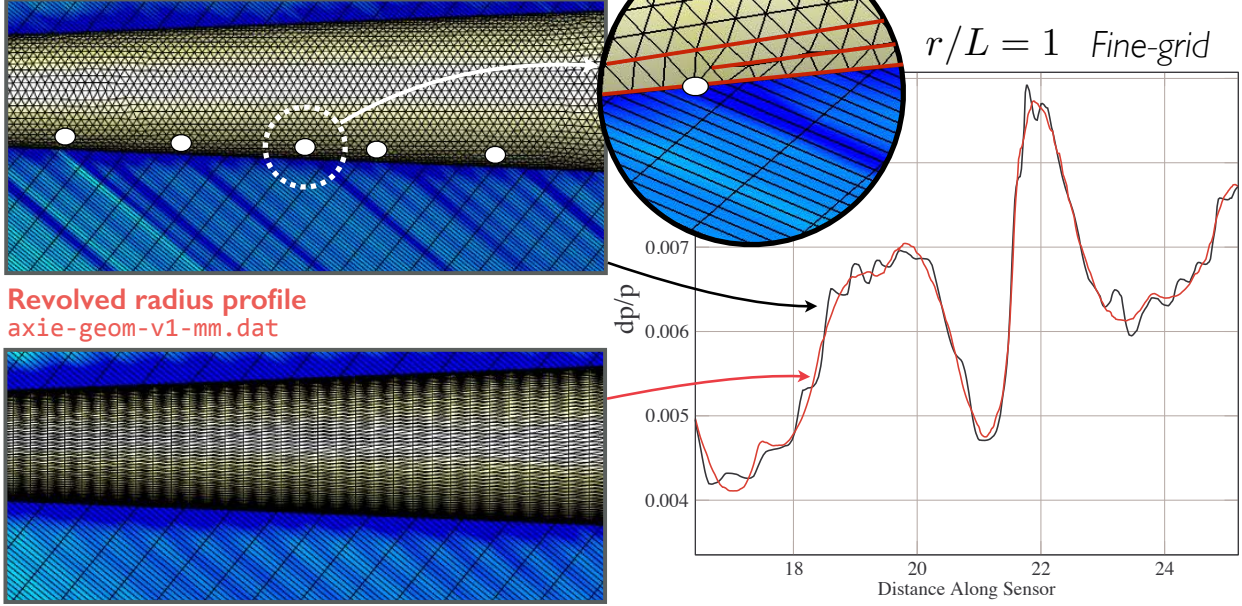 r/L = 1 Fine-grid
Revolved radius profile
axie-geom-v1-mm.dat
dp/p
0.007
0.006
0.005
0.004
18 20 22 24
Distance Along Sensor